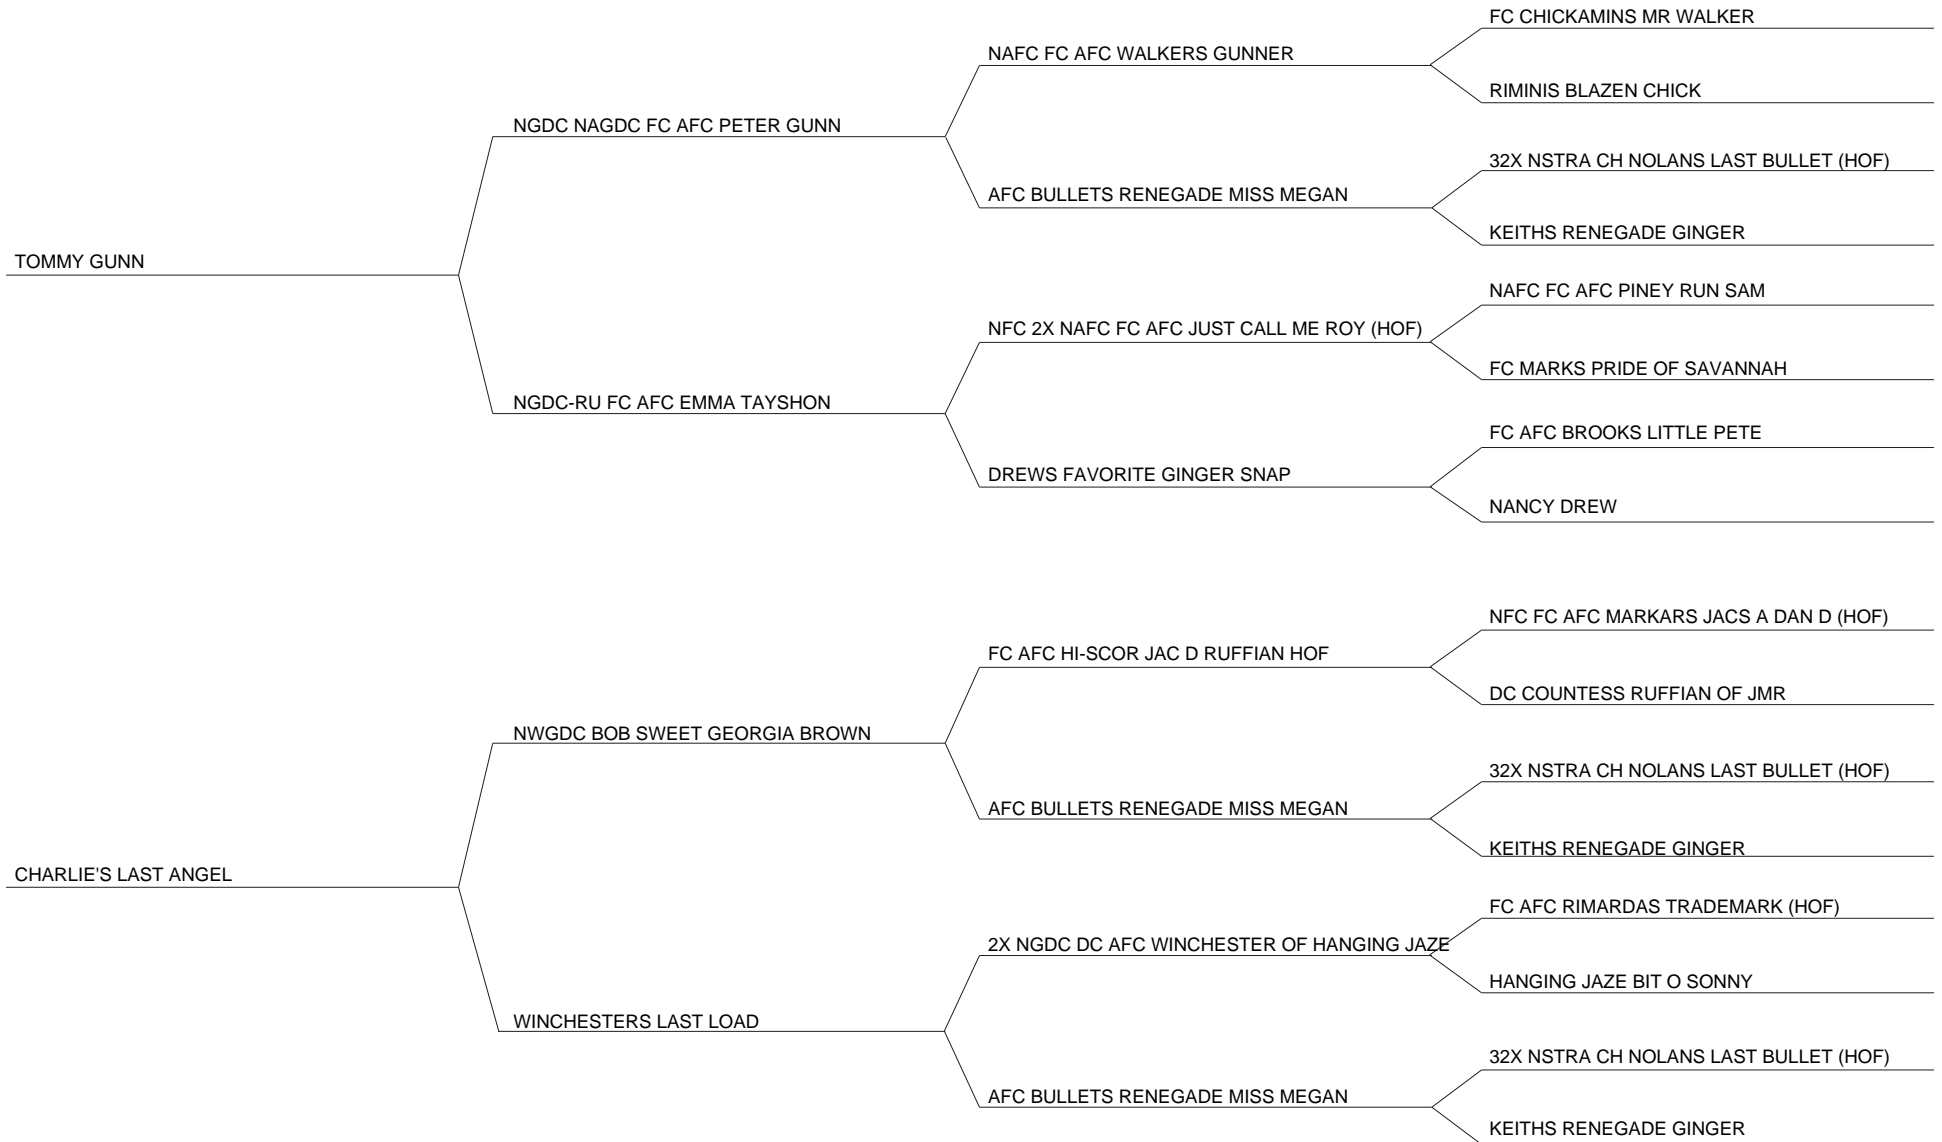 FC CHICKAMINS MR WALKER
NAFC FC AFC WALKERS GUNNER
RIMINIS BLAZEN CHICK
NGDC NAGDC FC AFC PETER GUNN
32X NSTRA CH NOLANS LAST BULLET (HOF)
AFC BULLETS RENEGADE MISS MEGAN
KEITHS RENEGADE GINGER
TOMMY GUNN
NAFC FC AFC PINEY RUN SAM
NFC 2X NAFC FC AFC JUST CALL ME ROY (HOF)
FC MARKS PRIDE OF SAVANNAH
NGDC-RU FC AFC EMMA TAYSHON
FC AFC BROOKS LITTLE PETE
DREWS FAVORITE GINGER SNAP
NANCY DREW
NFC FC AFC MARKARS JACS A DAN D (HOF)
FC AFC HI-SCOR JAC D RUFFIAN HOF
DC COUNTESS RUFFIAN OF JMR
NWGDC BOB SWEET GEORGIA BROWN
32X NSTRA CH NOLANS LAST BULLET (HOF)
AFC BULLETS RENEGADE MISS MEGAN
KEITHS RENEGADE GINGER
CHARLIE'S LAST ANGEL
FC AFC RIMARDAS TRADEMARK (HOF)
2X NGDC DC AFC WINCHESTER OF HANGING JAZE
HANGING JAZE BIT O SONNY
WINCHESTERS LAST LOAD
32X NSTRA CH NOLANS LAST BULLET (HOF)
AFC BULLETS RENEGADE MISS MEGAN
KEITHS RENEGADE GINGER